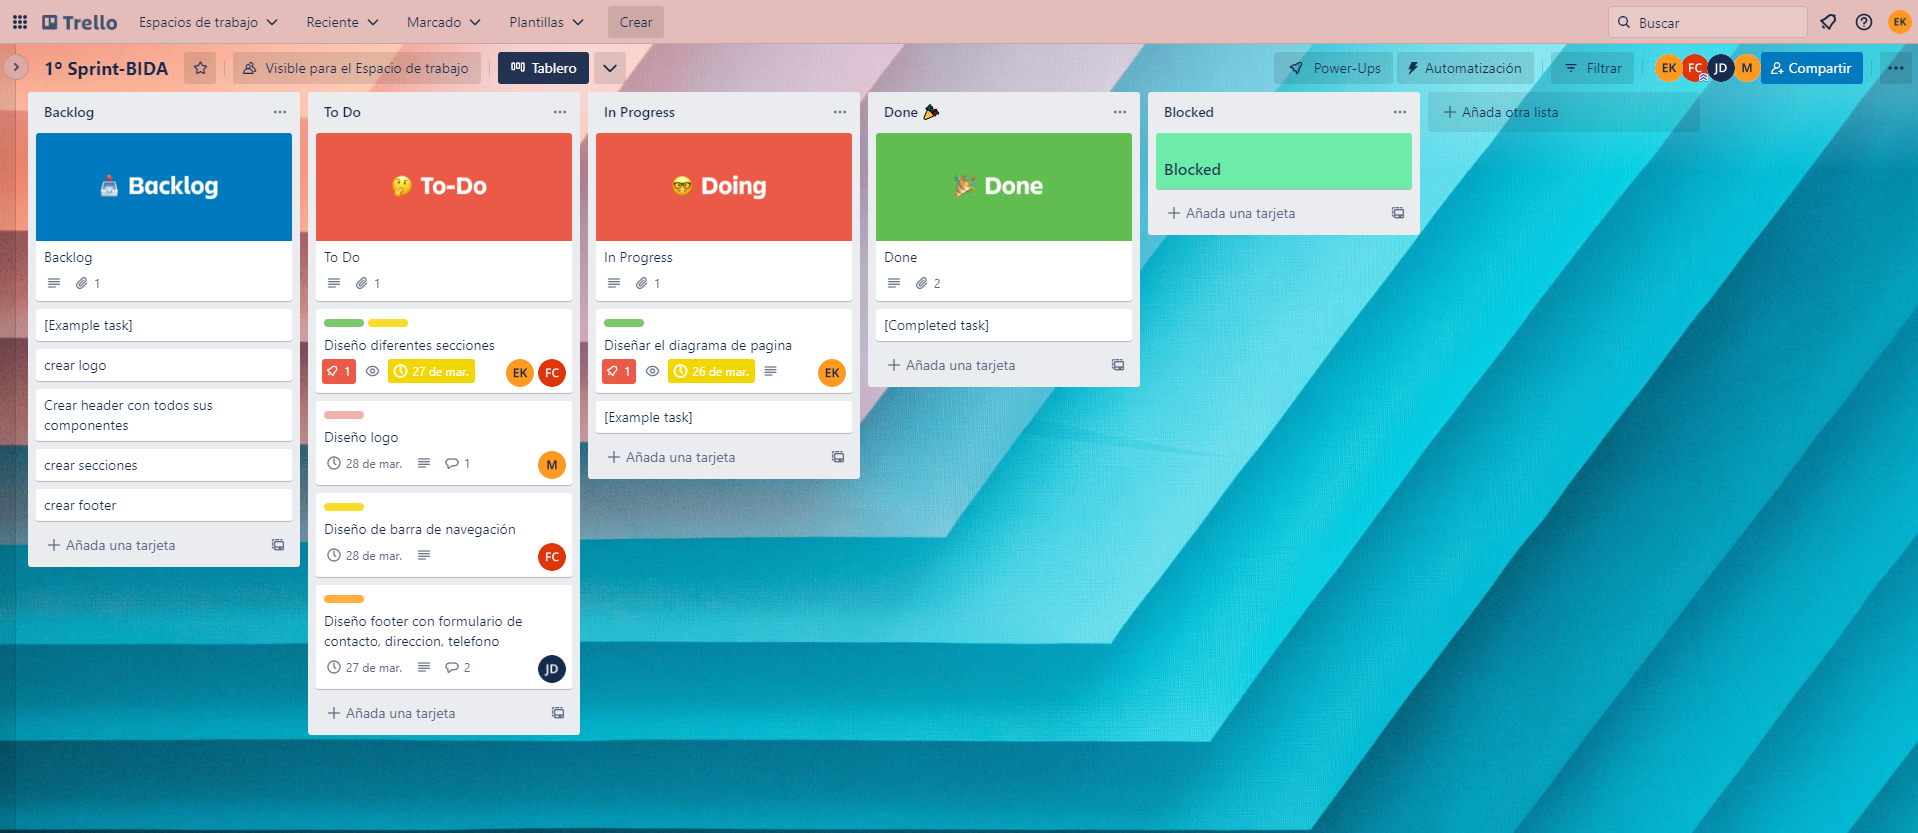 Trello
Espacios de trabajo
Reciente
Marcado
Plantillas
Crear
Buscar
EK
1º Sprint-BIDA
Visible para el Espacio de trabajo
Tablero
Power-Ups
Automatización
Filtrar
EK
FC
JD
M
Compartir
Backlog
Backlog
Backlog
1
[Example task]
crear logo
Crear header con todos sus
componentes
crear secciones
crear footer
Añada una tarjeta
To Do
To-Do
To Do
1
Diseño diferentes secciones
1
27 de mar.
EK
FC
Diseño logo
28 de mar.
1
M
Diseño de barra de navegación
28 de mar.
FC
Diseño footer con formulario de
contacto, direccion, telefono
27 de mar.
2
JD
Añada una tarjeta
In Progress
Doing
In Progress
1
Diseñar el diagrama de pagina
1
26 de mar.
EK
[Example task]
Añada una tarjeta
Done
Done
Done
2
[Completed task]
Añada una tarjeta
Blocked
Blocked
Añada una tarjeta
Añada otra lista